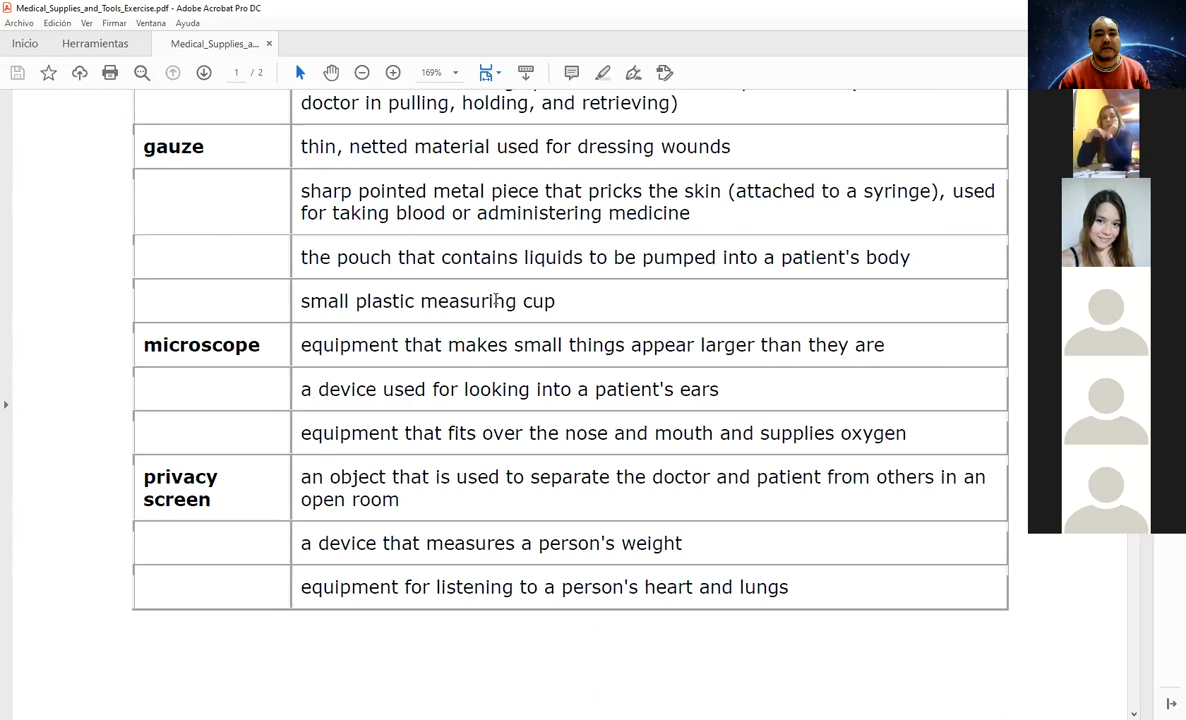 Medical_Supplies_and_Tools_Exercise.pdf - Adobe Acrobat Pro DC
Archivo Edición Ver Firmar Ventana Ayuda
Inicio Herramientas Medical_Supplies_a... ×
1 / 2 169%
doctor in pulling, holding, and retrieving)
gauze thin, netted material used for dressing wounds
sharp pointed metal piece that pricks the skin (attached to a syringe), used
for taking blood or administering medicine
the pouch that contains liquids to be pumped into a patient's body
small plastic measuring cup
microscope equipment that makes small things appear larger than they are
a device used for looking into a patient's ears
equipment that fits over the nose and mouth and supplies oxygen
privacy an object that is used to separate the doctor and patient from others in an
screen open room
a device that measures a person's weight
equipment for listening to a person's heart and lungs